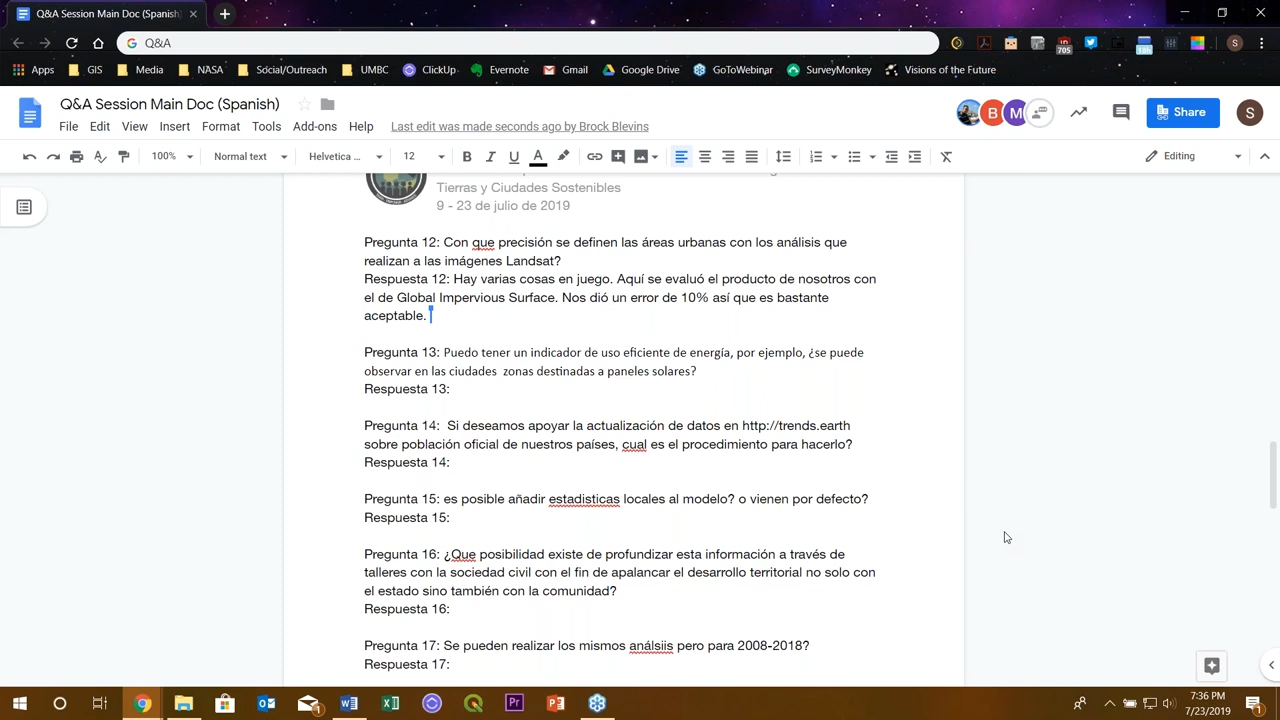 Q&A Session Main Doc (Spanish)
Q&A
Apps GIS Media NASA Social/Outreach UMBC ClickUp Evernote Gmail Google Drive GoToWebinar SurveyMonkey Visions of the Future
Q&A Session Main Doc (Spanish)
B M Share S
File Edit View Insert Format Tools Add-ons Help Last edit was made seconds ago by Brock Blevins
100% Normal text Helvetica ... 12 B I U A Editing
Tierras y Ciudades Sostenibles
9 - 23 de julio de 2019
Pregunta 12: Con que precisión se definen las áreas urbanas con los análisis que
realizan a las imágenes Landsat?
Respuesta 12: Hay varias cosas en juego. Aquí se evaluó el producto de nosotros con
el de Global Impervious Surface. Nos dió un error de 10% así que es bastante
aceptable.
Pregunta 13: Puedo tener un indicador de uso eficiente de energía, por ejemplo, ¿se puede
observar en las ciudades zonas destinadas a paneles solares?
Respuesta 13:
Pregunta 14: Si deseamos apoyar la actualización de datos en http://trends.earth
sobre población oficial de nuestros países, cual es el procedimiento para hacerlo?
Respuesta 14:
Pregunta 15: es posible añadir estadisticas locales al modelo? o vienen por defecto?
Respuesta 15:
Pregunta 16: ¿Que posibilidad existe de profundizar esta información a través de
talleres con la sociedad civil con el fin de apalancar el desarrollo territorial no solo con
el estado sino también con la comunidad?
Respuesta 16:
Pregunta 17: Se pueden realizar los mismos análsiis pero para 2008-2018?
Respuesta 17:
7:36 PM
7/23/2019